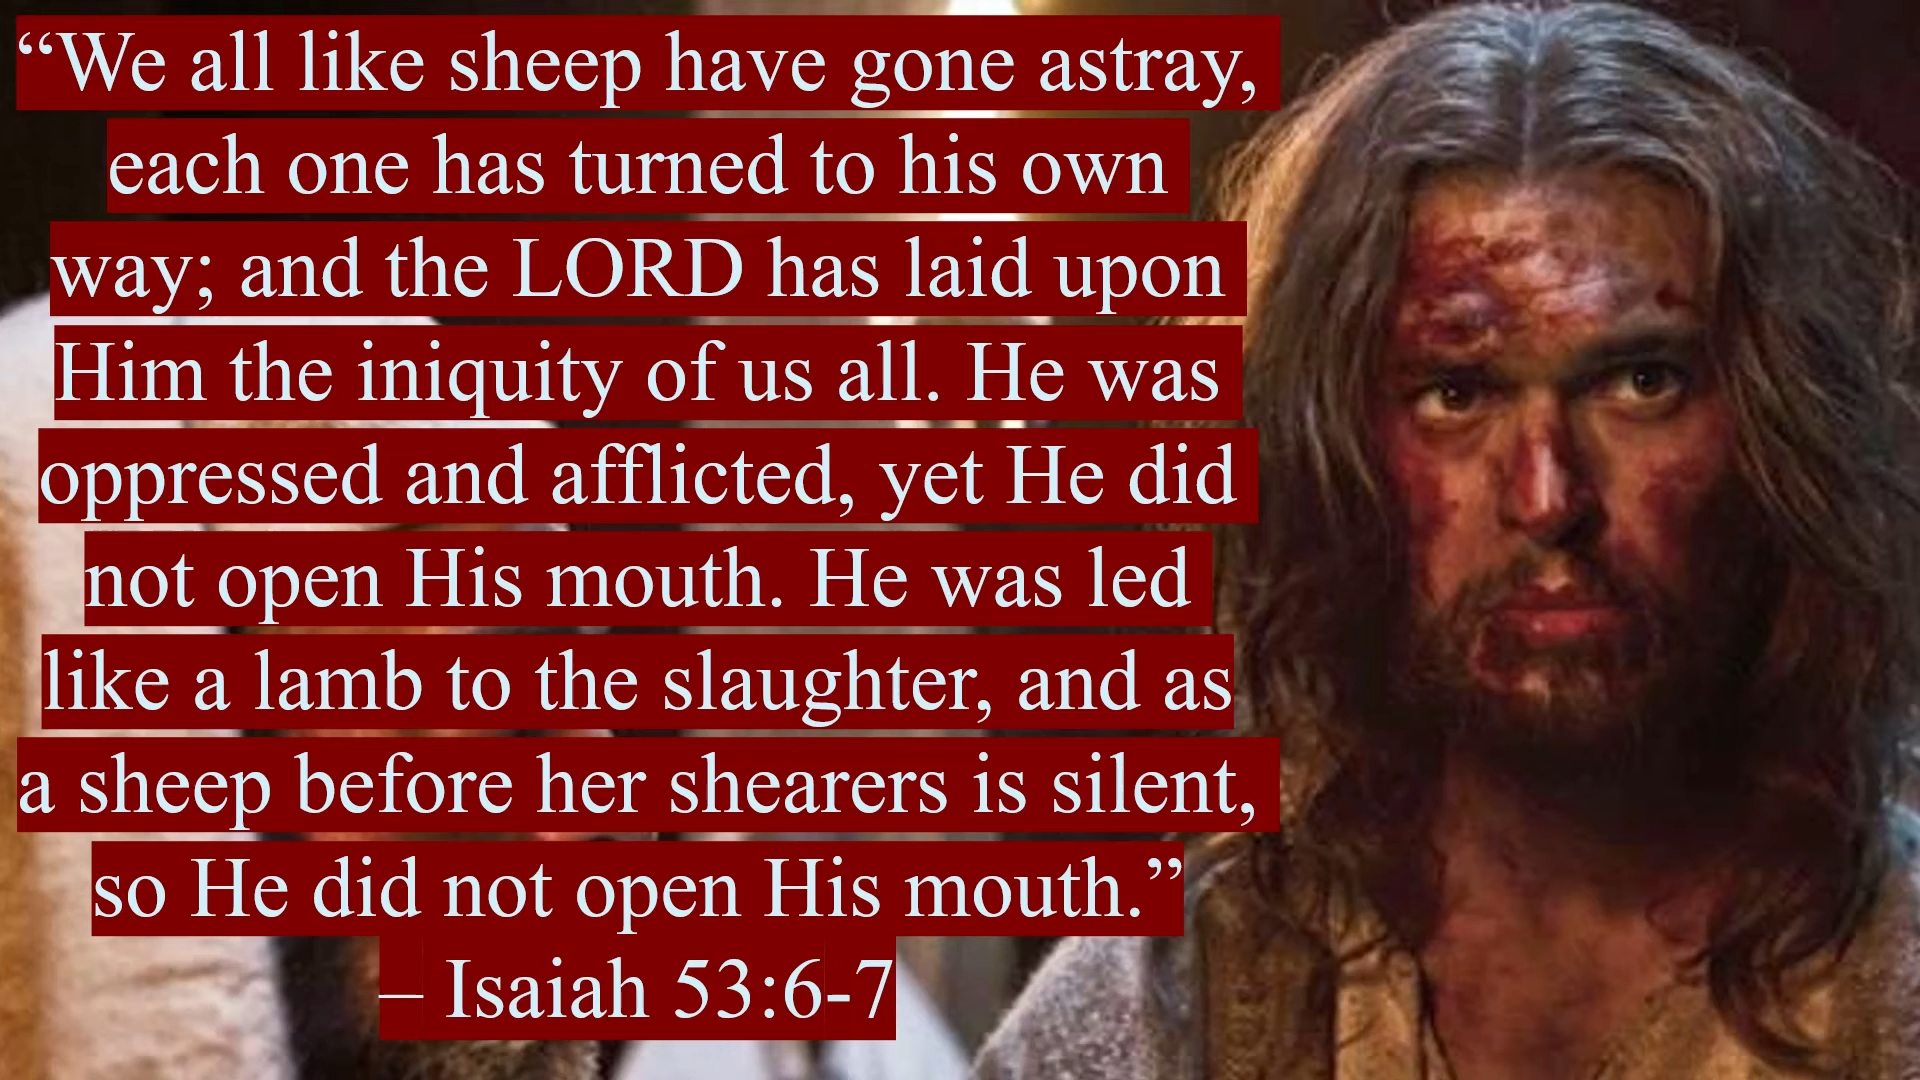 “We all like sheep have gone astray,
each one has turned to his own
way; and the LORD has laid upon
Him the iniquity of us all. He was
oppressed and afflicted, yet He did
not open His mouth. He was led
like a lamb to the slaughter, and as
a sheep before her shearers is silent,
so He did not open His mouth.”
– Isaiah 53:6-7